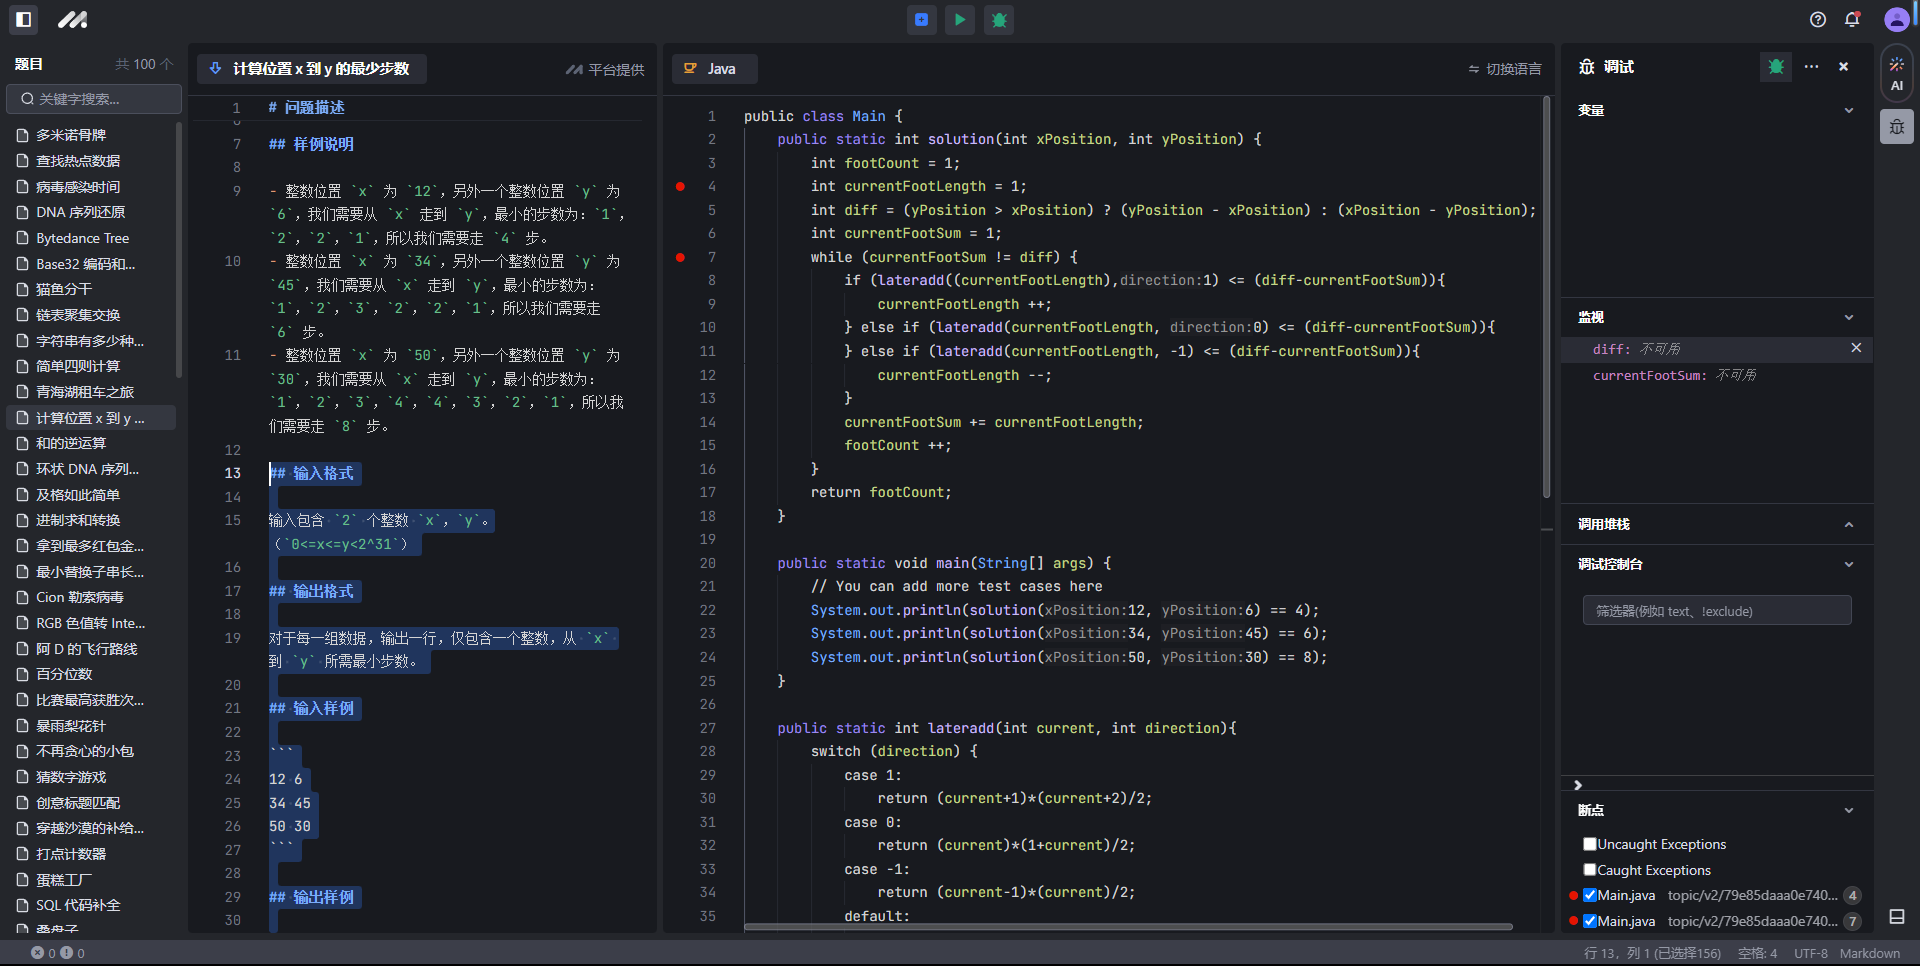 题目
共 100 个
关键字搜索...
多米诺骨牌
查找热点数据
病毒感染时间
DNA 序列还原
Bytedance Tree
Base32 编码和...
猫鱼分干
链表聚集交换
字符串有多少种...
简单四则计算
青海湖租车之旅
计算位置 x 到 y ...
和的逆运算
环状 DNA 序列...
及格如此简单
进制求和转换
拿到最多红包金...
最小替换子串长...
Cion 勒索病毒
RGB 色值转 Inte...
阿 D 的飞行路线
百分位数
比赛最高获胜次...
暴雨梨花针
不再贪心的小包
猜数字游戏
创意标题匹配
穿越沙漠的补给...
打点计数器
蛋糕工厂
SQL 代码补全
叠盘子
计算位置 x 到 y 的最少步数
平台提供
1 # 问题描述
6
7 ## 样例说明
8
9 - 整数位置 `x` 为 `12`，另外一个整数位置 `y` 为
`6`，我们需要从 `x` 走到 `y`，最小的步数为：`1`，
`2`，`2`，`1`，所以我们需要走 `4` 步。
10 - 整数位置 `x` 为 `34`，另外一个整数位置 `y` 为
`45`，我们需要从 `x` 走到 `y`，最小的步数为：
`1`，`2`，`3`，`2`，`2`，`1`，所以我们需要走
`6` 步。
11 - 整数位置 `x` 为 `50`，另外一个整数位置 `y` 为
`30`，我们需要从 `x` 走到 `y`，最小的步数为：
`1`，`2`，`3`，`4`，`4`，`3`，`2`，`1`，所以我
们需要走 `8` 步。
12
13 ## 输入格式
14
15 输入包含 `2` 个整数 `x`，`y`。
（`0<=x<=y<2^31`）
16
17 ## 输出格式
18
19 对于每一组数据，输出一行，仅包含一个整数，从 `x`
到 `y` 所需最小步数。
20
21 ## 输入样例
22
23 ```
24 12 6
25 34 45
26 50 30
27 ```
28
29 ## 输出样例
30
Java
切换语言
1 public class Main {
2 public static int solution(int xPosition, int yPosition) {
3 int footCount = 1;
4 int currentFootLength = 1;
5 int diff = (yPosition > xPosition) ? (yPosition - xPosition) : (xPosition - yPosition);
6 int currentFootSum = 1;
7 while (currentFootSum != diff) {
8 if (lateradd((currentFootLength),direction:1) <= (diff-currentFootSum)){
9 currentFootLength ++;
10 } else if (lateradd(currentFootLength, direction:0) <= (diff-currentFootSum)){
11 } else if (lateradd(currentFootLength, -1) <= (diff-currentFootSum)){
12 currentFootLength --;
13 }
14 currentFootSum += currentFootLength;
15 footCount ++;
16 }
17 return footCount;
18 }
19
20 public static void main(String[] args) {
21 // You can add more test cases here
22 System.out.println(solution(xPosition:12, yPosition:6) == 4);
23 System.out.println(solution(xPosition:34, yPosition:45) == 6);
24 System.out.println(solution(xPosition:50, yPosition:30) == 8);
25 }
26
27 public static int lateradd(int current, int direction){
28 switch (direction) {
29 case 1:
30 return (current+1)*(current+2)/2;
31 case 0:
32 return (current)*(1+current)/2;
33 case -1:
34 return (current-1)*(current)/2;
35 default:
调试
变量
监视
diff: 不可用
currentFootSum: 不可用
调用堆栈
调试控制台
筛选器(例如 text、!exclude)
断点
Uncaught Exceptions
Caught Exceptions
Main.java topic/v2/79e85daaa0e740... 4
Main.java topic/v2/79e85daaa0e740... 7
AI
0 0
行 13，列 1 (已选择156) 空格: 4 UTF-8 Markdown